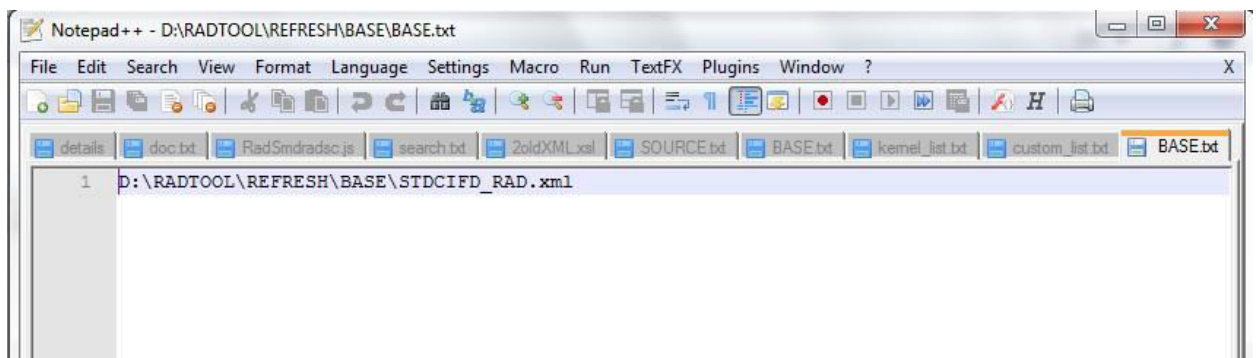 Notepad++ - D:\RADTOOL\REFRESH\BASE\BASE.txt
File Edit Search View Format Language Settings Macro Run TextFX Plugins Window ? X
details doc.txt RadSmdradsc.js search.txt 2oldXML.xsl SOURCE.txt BASE.txt kernel_list.txt custom_list.txt BASE.txt
1 D:\RADTOOL\REFRESH\BASE\STDCIFD_RAD.xml